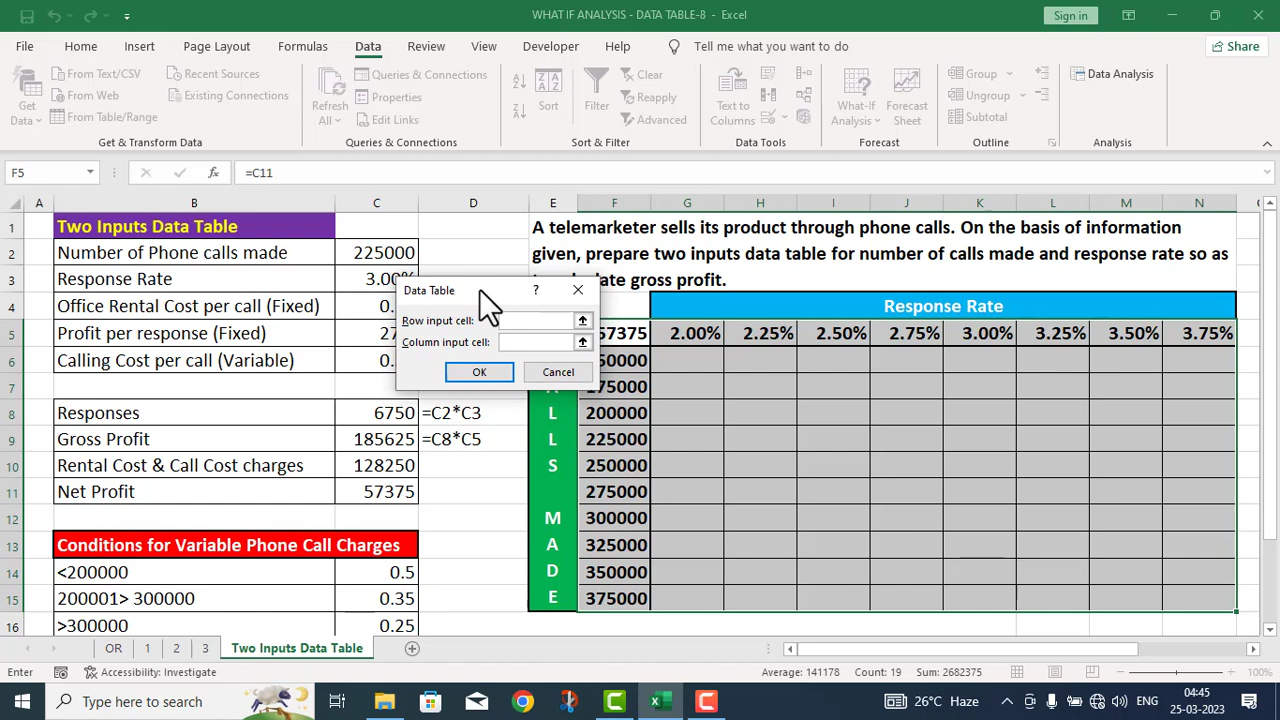 WHAT IF ANALYSIS - DATA TABLE-8 - Excel
Sign in
File Home Insert Page Layout Formulas Data Review View Developer Help Tell me what you want to do Share
Get Data
From Text/CSV
From Web
From Table/Range
Recent Sources
Existing Connections
Get & Transform Data
Refresh All
Queries & Connections
Properties
Edit Links
Queries & Connections
Sort
Filter
Clear
Reapply
Advanced
Sort & Filter
Text to Columns
Data Tools
What-If Analysis
Forecast Sheet
Forecast
Group
Ungroup
Subtotal
Outline
Data Analysis
Analysis
F5 fx =C11
A B C D E F G H I J K L M N
1 Two Inputs Data Table A telemarketer sells its product through phone calls. On the basis of information
2 Number of Phone calls made 225000 given, prepare two inputs data table for number of calls made and response rate so as
3 Response Rate 3.00% ate gross profit.
4 Office Rental Cost per call (Fixed) 0. Response Rate
5 Profit per response (Fixed) 27 57375 2.00% 2.25% 2.50% 2.75% 3.00% 3.25% 3.50% 3.75%
6 Calling Cost per call (Variable) 0. 50000
7 A 175000
8 Responses 6750 =C2*C3 L 200000
9 Gross Profit 185625 =C8*C5 L 225000
10 Rental Cost & Call Cost charges 128250 S 250000
11 Net Profit 57375 275000
12 M 300000
13 Conditions for Variable Phone Call Charges A 325000
14 <200000 0.5 D 350000
15 200001> 300000 0.35 E 375000
16 >300000 0.25
Data Table ?
Row input cell:
Column input cell:
OK Cancel
OR 1 2 3 Two Inputs Data Table
Enter Accessibility: Investigate Average: 141178 Count: 19 Sum: 2682375 100%
Type here to search 26°C Haze ENG 04:45
25-03-2023